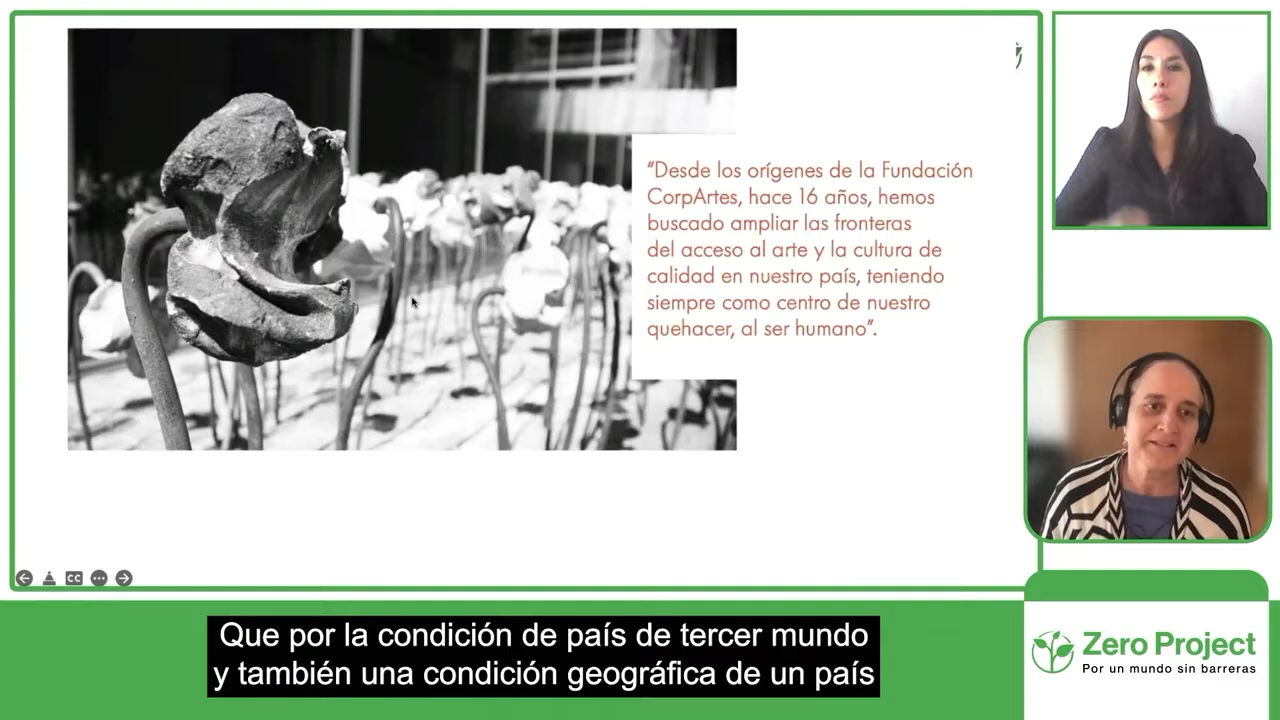 “Desde los orígenes de la Fundación
CorpArtes, hace 16 años, hemos
buscado ampliar las fronteras
del acceso al arte y la cultura de
calidad en nuestro país, teniendo
siempre como centro de nuestro
quehacer, al ser humano”.
CC
Que por la condición de país de tercer mundo
y también una condición geográfica de un país
Zero Project
Por un mundo sin barreras